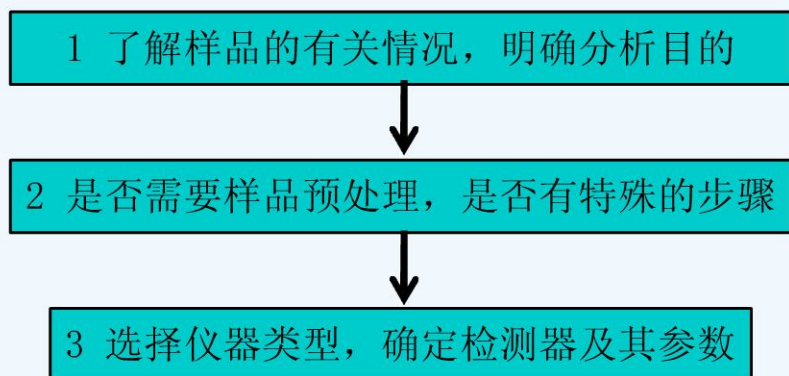 1 了解样品的有关情况，明确分析目的
2 是否需要样品预处理，是否有特殊的步骤
3 选择仪器类型，确定检测器及其参数